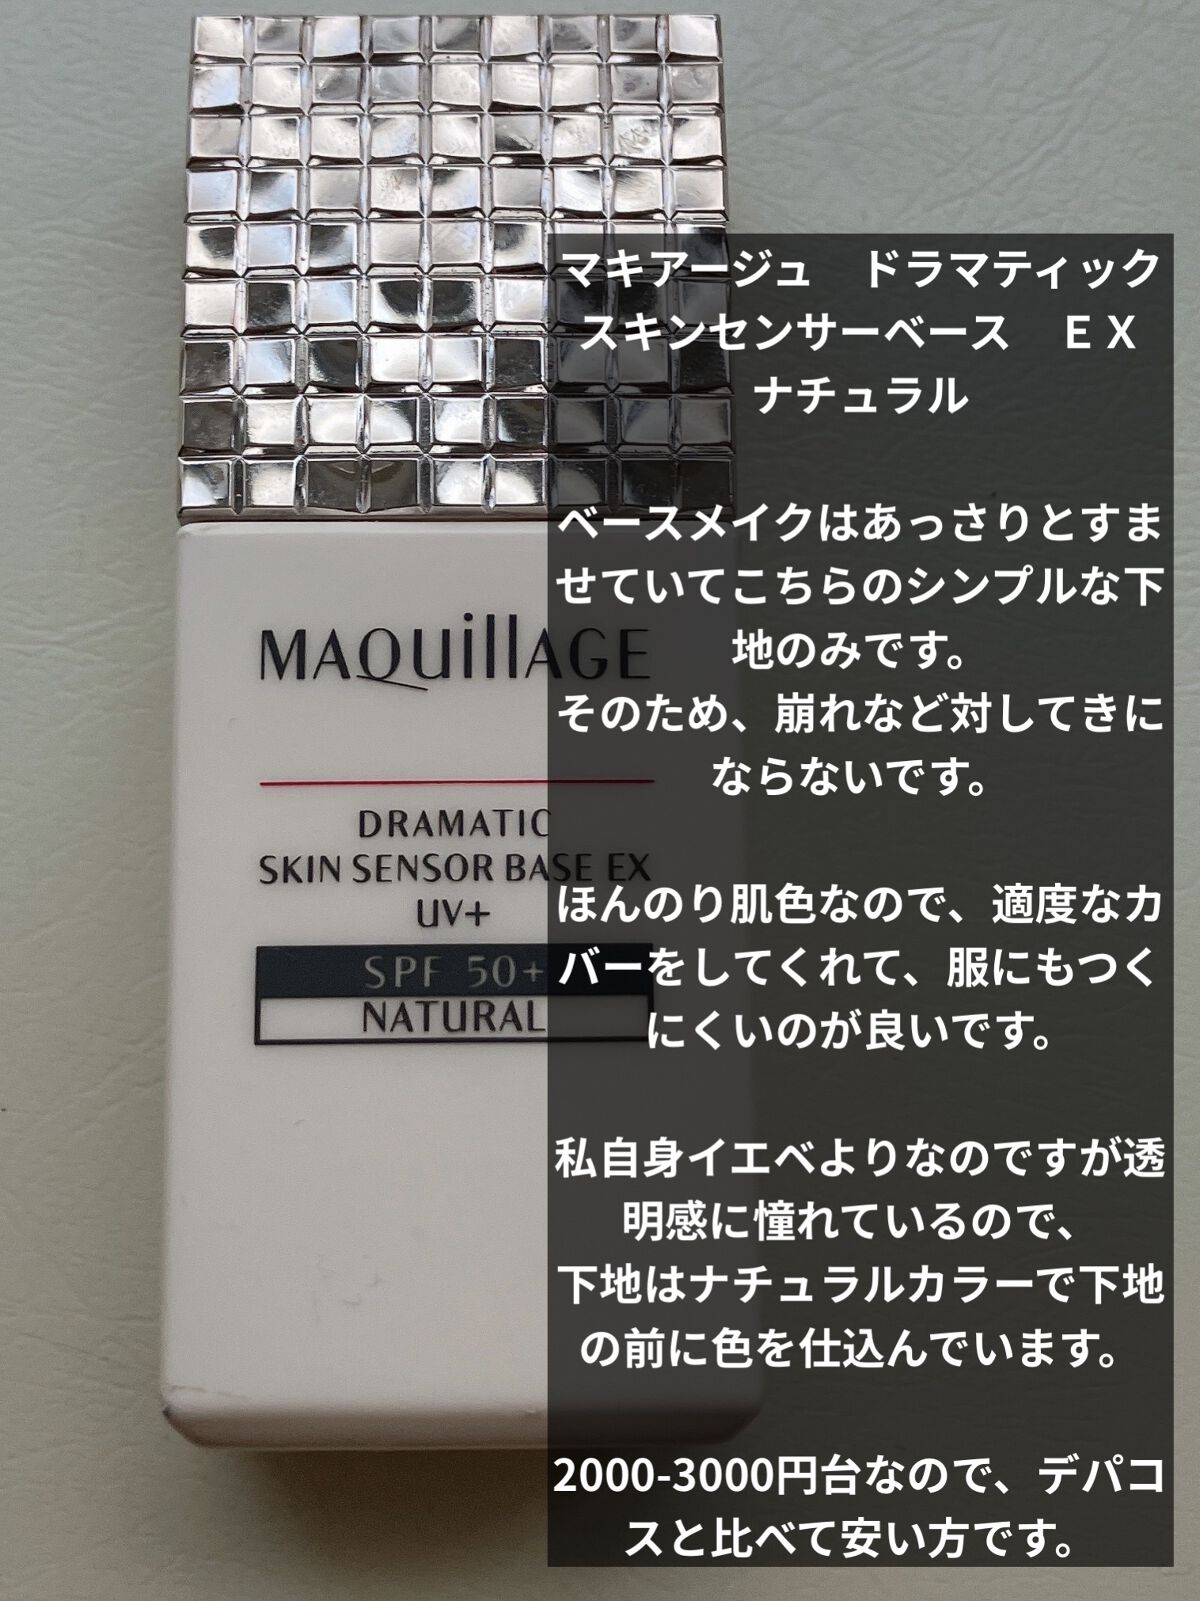 マキアージュ　ドラマティック
スキンセンサーベース　ＥＸ
ナチュラル
ベースメイクはあっさりとすま
せていてこちらのシンプルな下
地のみです。
そのため、崩れなど対してきに
ならないです。
ほんのり肌色なので、適度なカ
バーをしてくれて、服にもつく
にくいのが良いです。
私自身イエベよりなのですが透
明感に憧れているので、
下地はナチュラルカラーで下地
の前に色を仕込んでいます。
2000-3000円台なので、デパコ
スと比べて安い方です。
MAQuillAGE
DRAMATIC
SKIN SENSOR BASE EX
UV+
SPF 50+
NATURAL